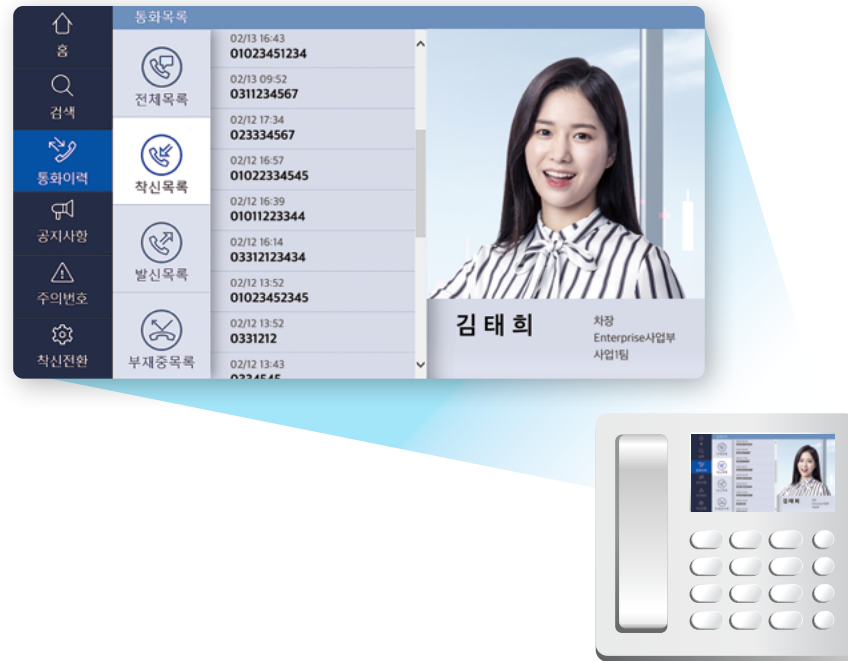 통화목록
홈
검색
통화이력
공지사항
주의번호
착신전환
전체목록
착신목록
발신목록
부재중목록
02/13 16:43
01023451234
02/13 09:52
0311234567
02/12 17:34
023334567
02/12 16:57
01022334545
02/12 16:39
01011223344
02/12 16:14
03312123434
02/12 13:52
01023452345
02/12 13:52
0331212
02/12 13:43
0334545
김태희
차장
Enterprise사업부
사업1팀
김태희